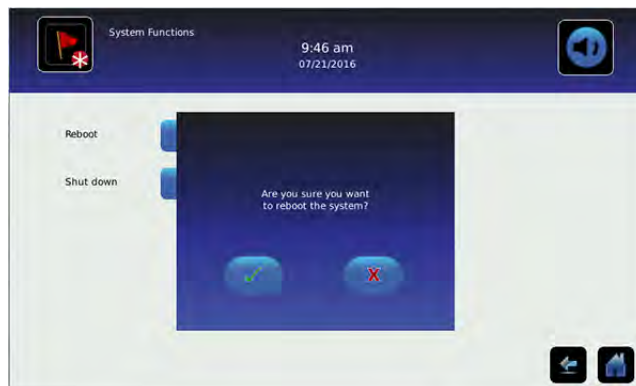 System Functions
9:46 am
07/21/2016
Reboot
Shut down
Are you sure you want
to reboot the system?
X